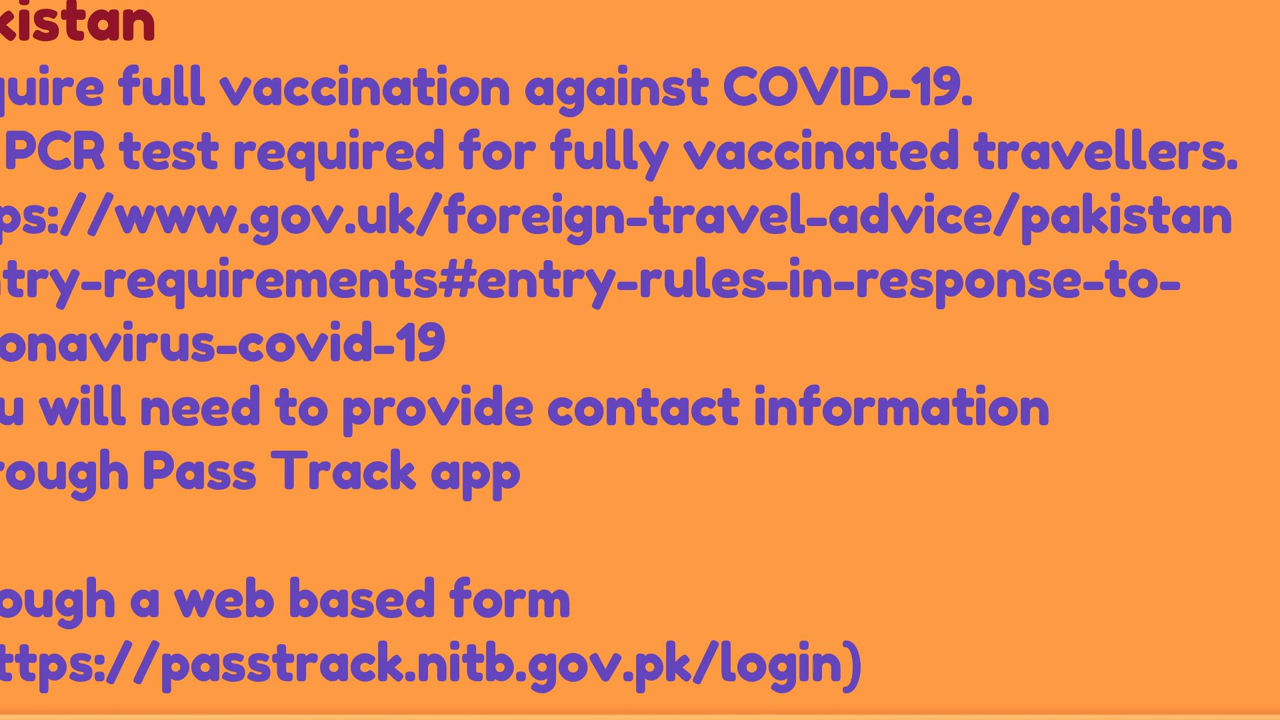 kistan
quire full vaccination against COVID-19.
PCR test required for fully vaccinated travellers.
ps://www.gov.uk/foreign-travel-advice/pakistan
try-requirements#entry-rules-in-response-to-
onavirus-covid-19
u will need to provide contact information
rough Pass Track app
ough a web based form
ttps://passtrack.nitb.gov.pk/login)